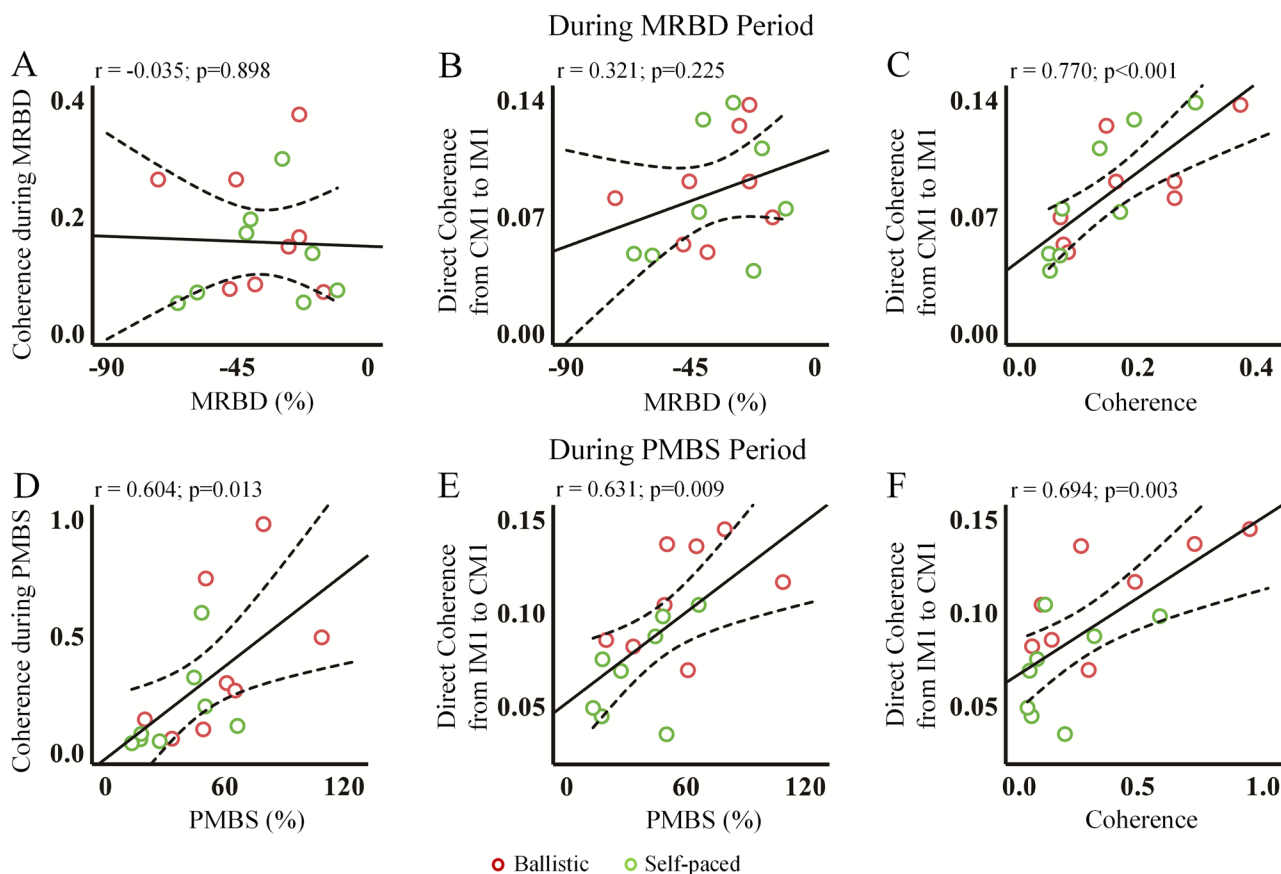 During MRBD Period
A
r = -0.035; p=0.898
Coherence during MRBD
0.4
0.2
0.0
-90
-45
0
MRBD (%)
B
r = 0.321; p=0.225
Direct Coherence
from CM1 to IM1
0.14
0.07
0.00
-90
-45
0
MRBD (%)
C
r = 0.770; p<0.001
Direct Coherence
from CM1 to IM1
0.14
0.07
0.00
0.0
0.2
0.4
Coherence
During PMBS Period
D
r = 0.604; p=0.013
Coherence during PMBS
1.0
0.5
0.0
0
60
120
PMBS (%)
E
r = 0.631; p=0.009
Direct Coherence
from IM1 to CM1
0.15
0.10
0.05
0
60
120
PMBS (%)
F
r = 0.694; p=0.003
Direct Coherence
from IM1 to CM1
0.15
0.10
0.05
0.0
0.5
1.0
Coherence
Ballistic
Self-paced